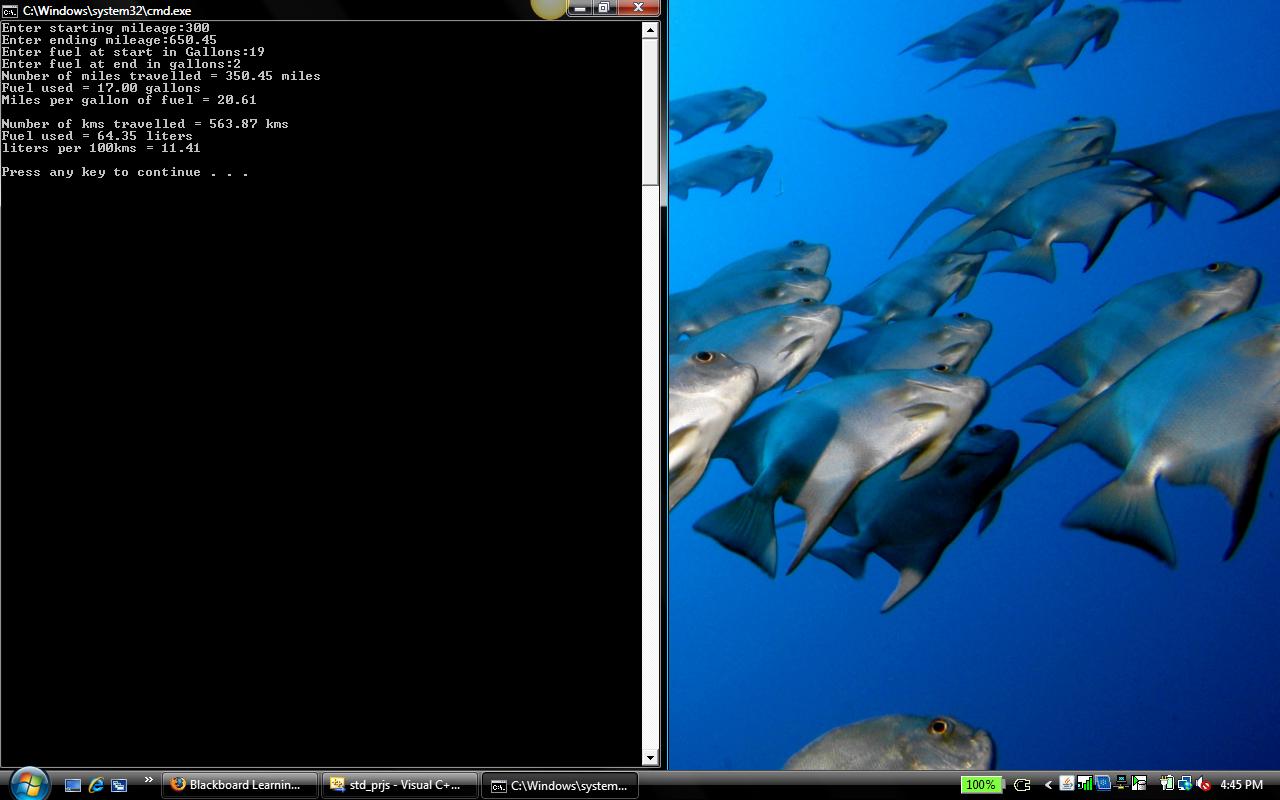 C:\Windows\system32\cmd.exe
Enter starting mileage:300
Enter ending mileage:650.45
Enter fuel at start in Gallons:19
Enter fuel at end in gallons:2
Number of miles travelled = 350.45 miles
Fuel used = 17.00 gallons
Miles per gallon of fuel = 20.61
Number of kms travelled = 563.87 kms
Fuel used = 64.35 liters
liters per 100kms = 11.41
Press any key to continue . . .
Blackboard Learnin... std_prjs - Visual C+... C:\Windows\system... 100% 4:45 PM